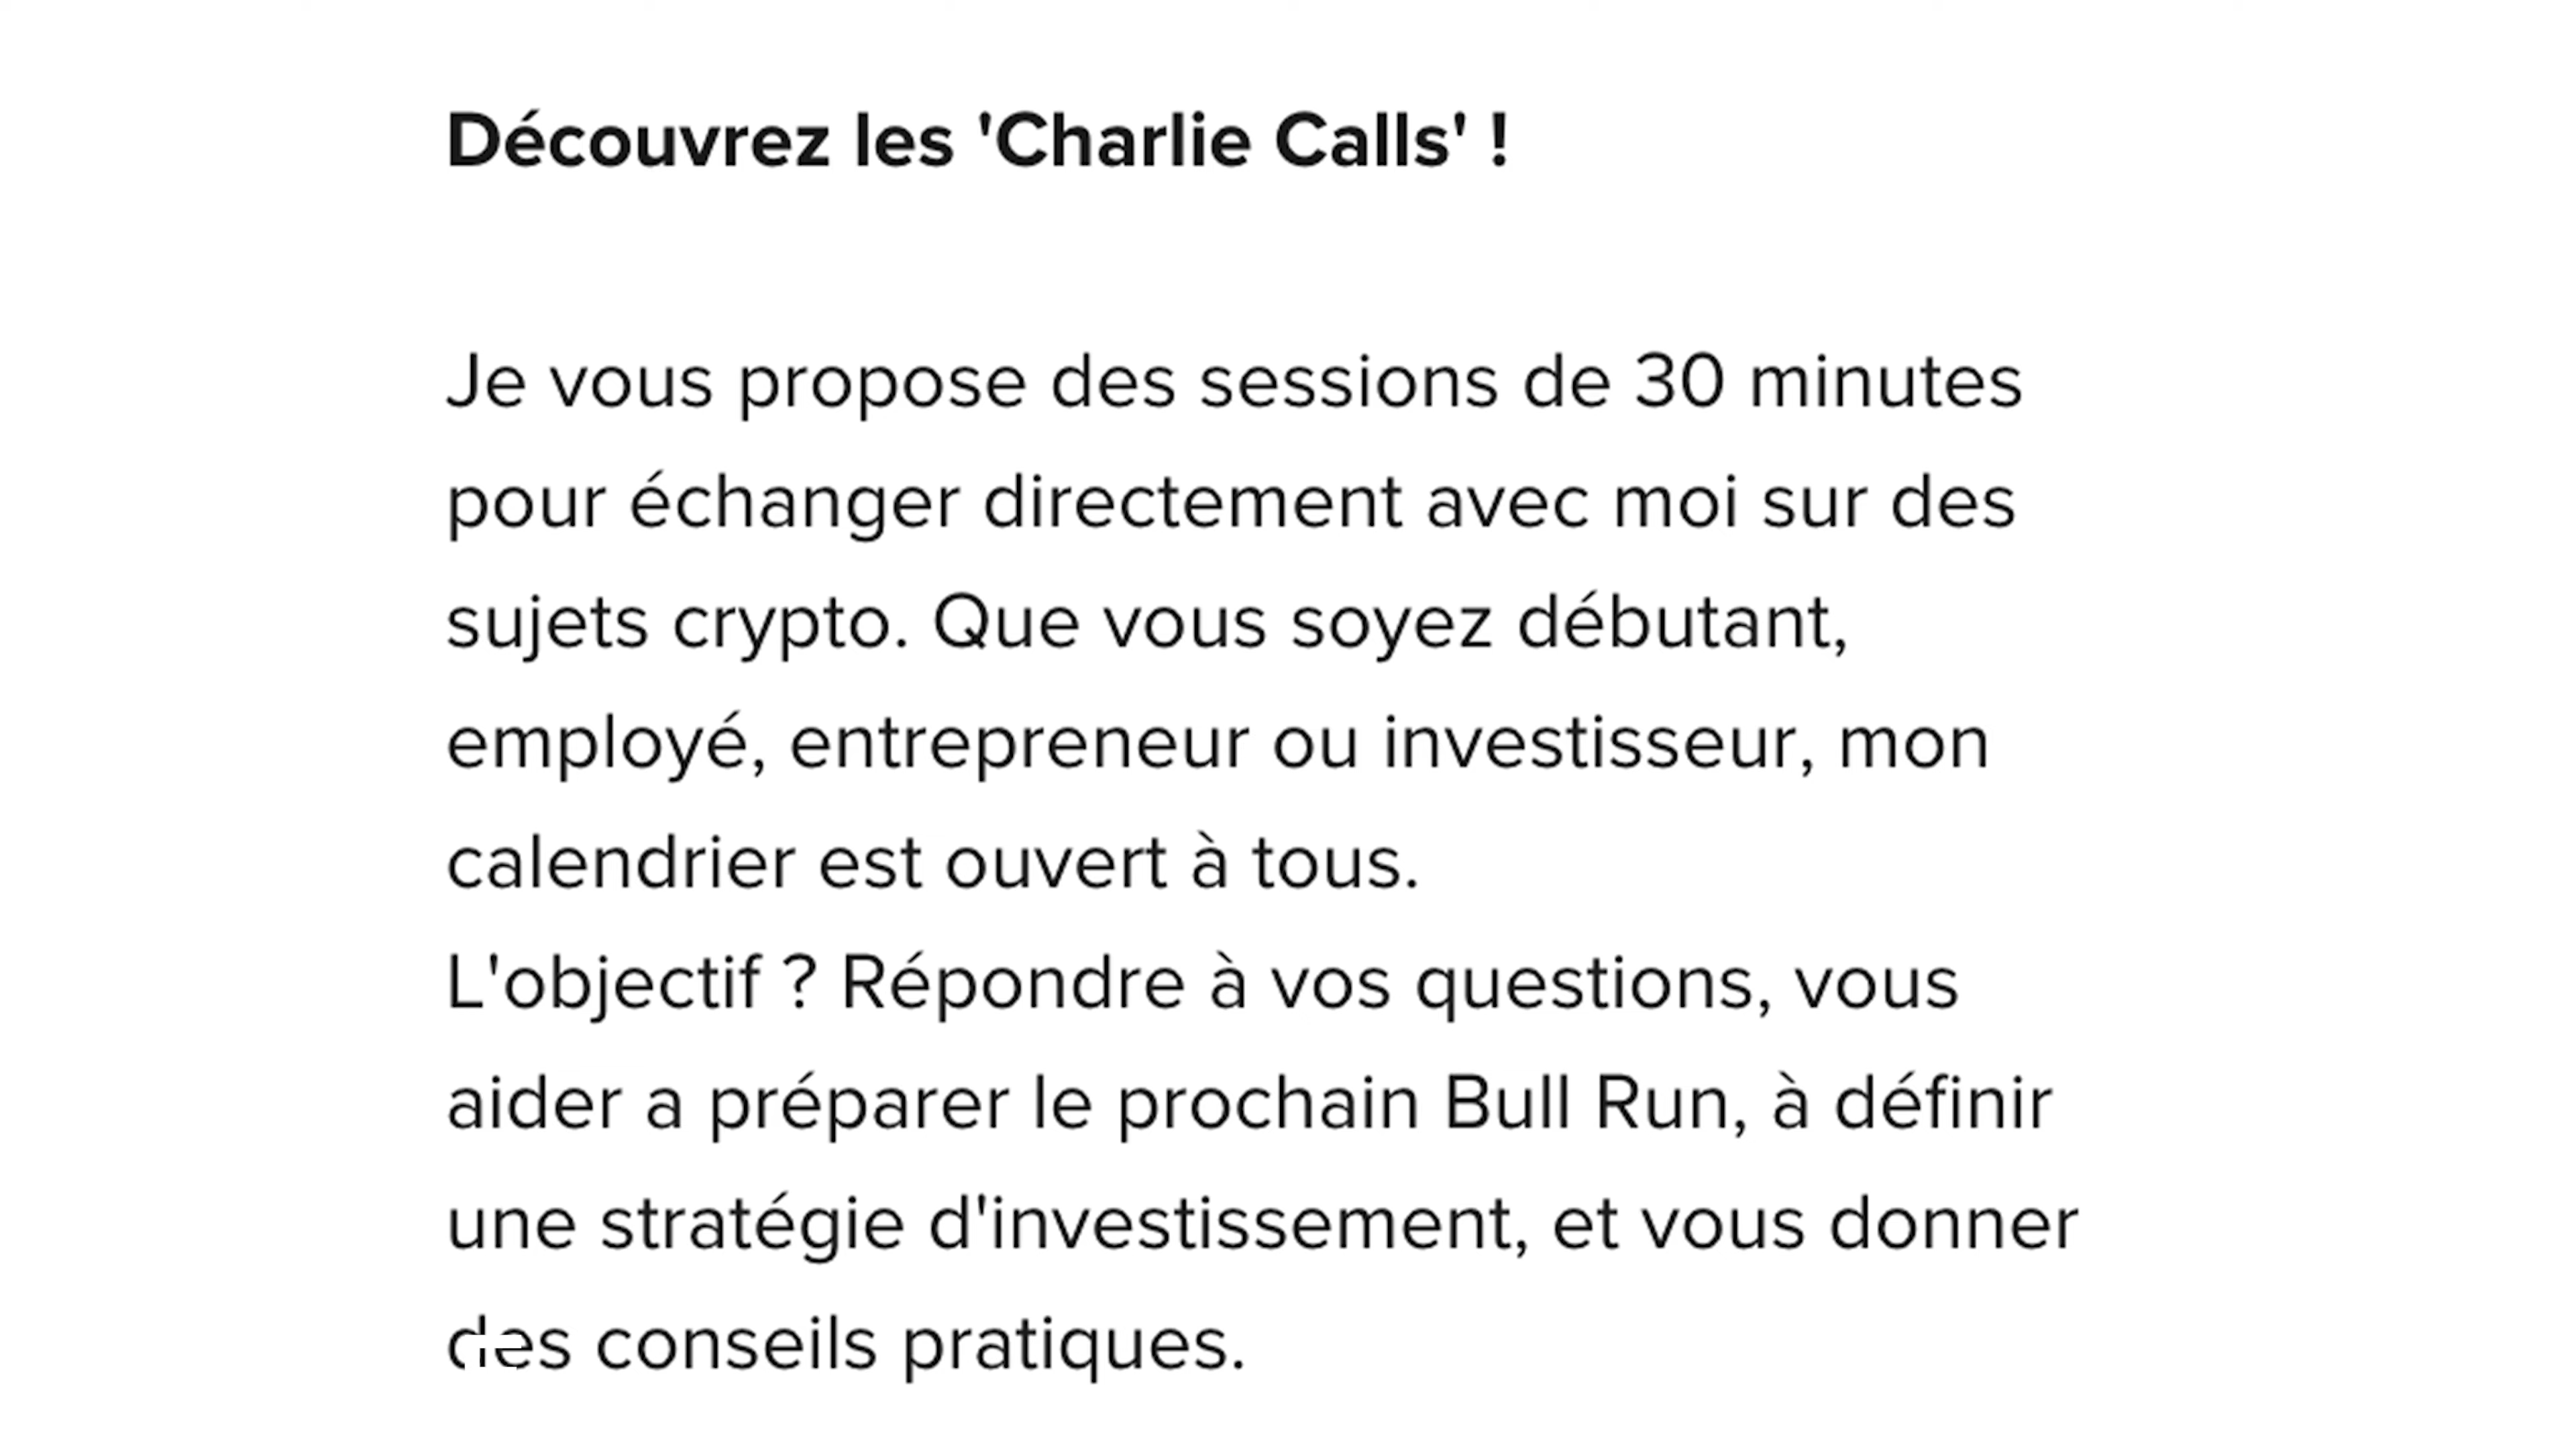 Découvrez les 'Charlie Calls' !
Je vous propose des sessions de 30 minutes
pour échanger directement avec moi sur des
sujets crypto. Que vous soyez débutant,
employé, entrepreneur ou investisseur, mon
calendrier est ouvert à tous.
L'objectif ? Répondre à vos questions, vous
aider a préparer le prochain Bull Run, à définir
une stratégie d'investissement, et vous donner
des conseils pratiques.